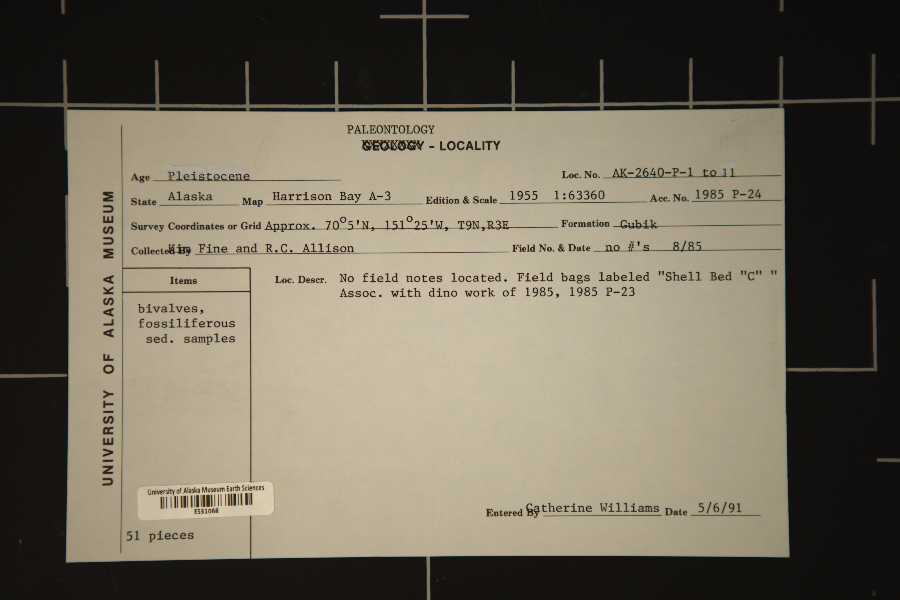 PALEONTOLOGY
GEOLOGY - LOCALITY
Age Pleistocene Loc. No. AK-2640-P-1 to 11
State Alaska Map Harrison Bay A-3 Edition & Scale 1955 1:63360 Acc. No. 1985 P-24
Survey Coordinates or Grid Approx. 70°5'N, 151°25'W, T9N,R3E Formation Gubik
Collected By Kim Fine and R.C. Allison Field No. & Date no #'s 8/85
Items
Loc. Descr. No field notes located. Field bags labeled "Shell Bed "C" "
Assoc. with dino work of 1985, 1985 P-23
bivalves,
fossiliferous
sed. samples
UNIVERSITY OF ALASKA MUSEUM
University of Alaska Museum Earth Sciences
ES31068
51 pieces
Entered By Catherine Williams Date 5/6/91